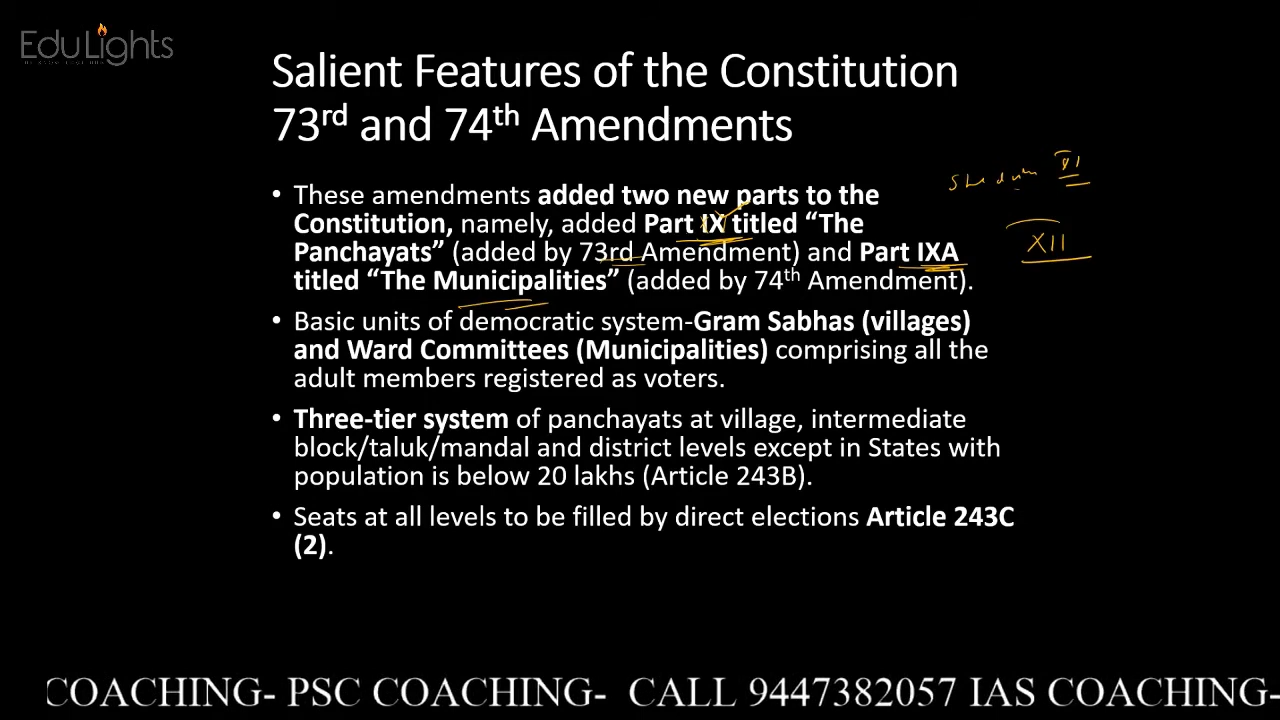 EduLights
Salient Features of the Constitution
73rd and 74th Amendments
• These amendments added two new parts to the
Constitution, namely, added Part IX titled “The
Panchayats” (added by 73rd Amendment) and Part IXA
titled “The Municipalities” (added by 74th Amendment).
• Basic units of democratic system-Gram Sabhas (villages)
and Ward Committees (Municipalities) comprising all the
adult members registered as voters.
• Three-tier system of panchayats at village, intermediate
block/taluk/mandal and district levels except in States with
population is below 20 lakhs (Article 243B).
• Seats at all levels to be filled by direct elections Article 243C
(2).
XI
XII
COACHING- PSC COACHING- CALL 9447382057 IAS COACHING-